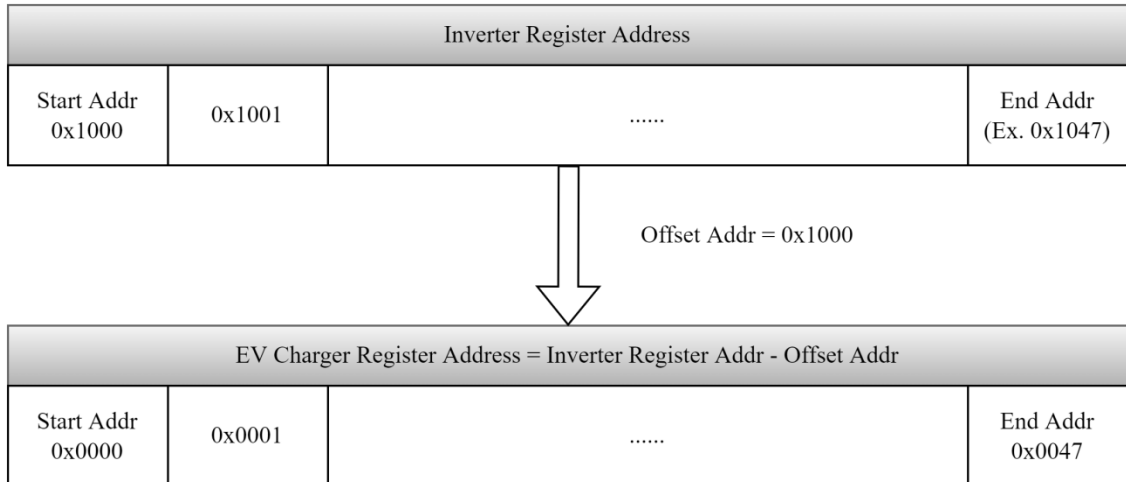 Inverter Register Address
Start Addr
0x1000
0x1001
......
End Addr
(Ex. 0x1047)
Offset Addr = 0x1000
EV Charger Register Address = Inverter Register Addr - Offset Addr
Start Addr
0x0000
0x0001
......
End Addr
0x0047